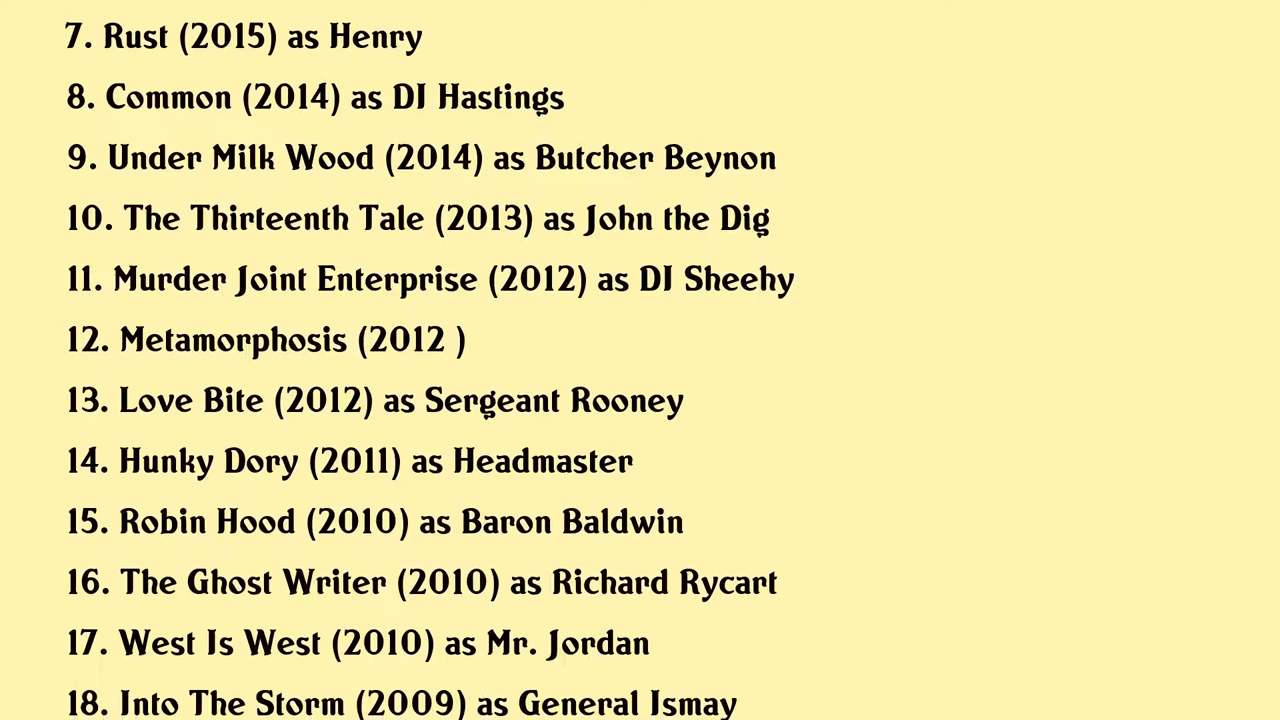 7. Rust (2015) as Henry
8. Common (2014) as DI Hastings
9. Under Milk Wood (2014) as Butcher Beynon
10. The Thirteenth Tale (2013) as John the Dig
11. Murder Joint Enterprise (2012) as DI Sheehy
12. Metamorphosis (2012 )
13. Love Bite (2012) as Sergeant Rooney
14. Hunky Dory (2011) as Headmaster
15. Robin Hood (2010) as Baron Baldwin
16. The Ghost Writer (2010) as Richard Rycart
17. West Is West (2010) as Mr. Jordan
18. Into The Storm (2009) as General Ismay